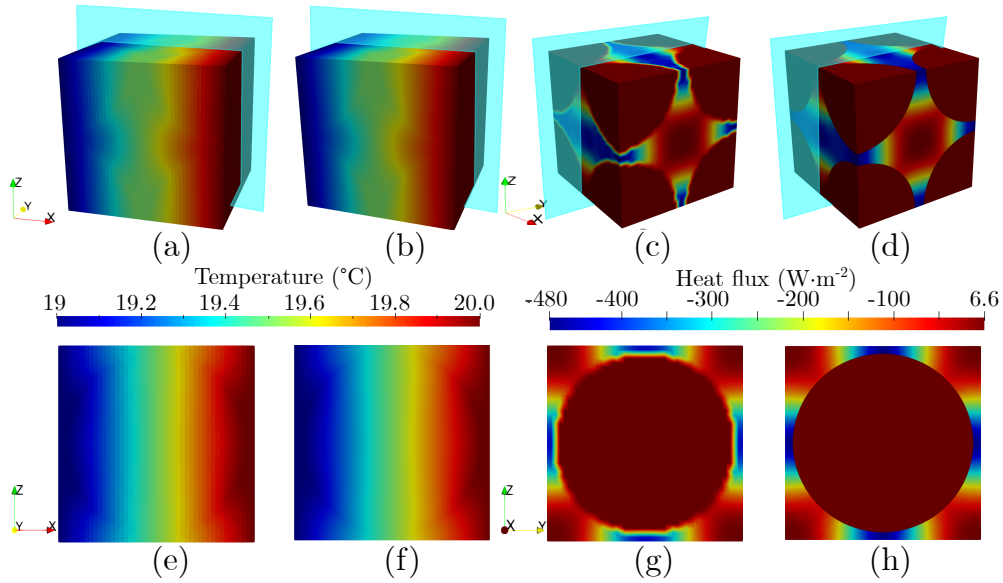 Z
Y
X
Z
Y
X
(a) (b) (c) (d)
Temperature (°C)
19 19.2 19.4 19.6 19.8 20.0
Heat flux (W·m-2)
-480 -400 -300 -200 -100 6.6
Z
Y X
Z
X Y
(e) (f) (g) (h)